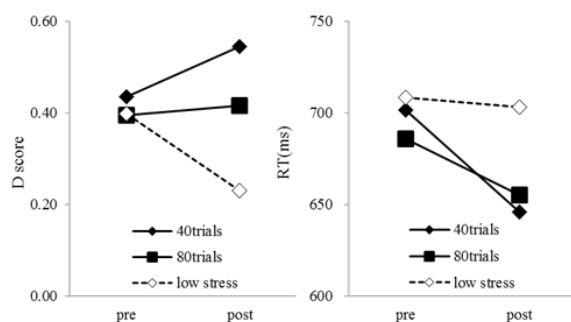 0.60
0.40
0.20
0.00
D score
40trials
80trials
low stress
pre post
750
700
650
600
RT(ms)
40trials
80trials
low stress
pre post